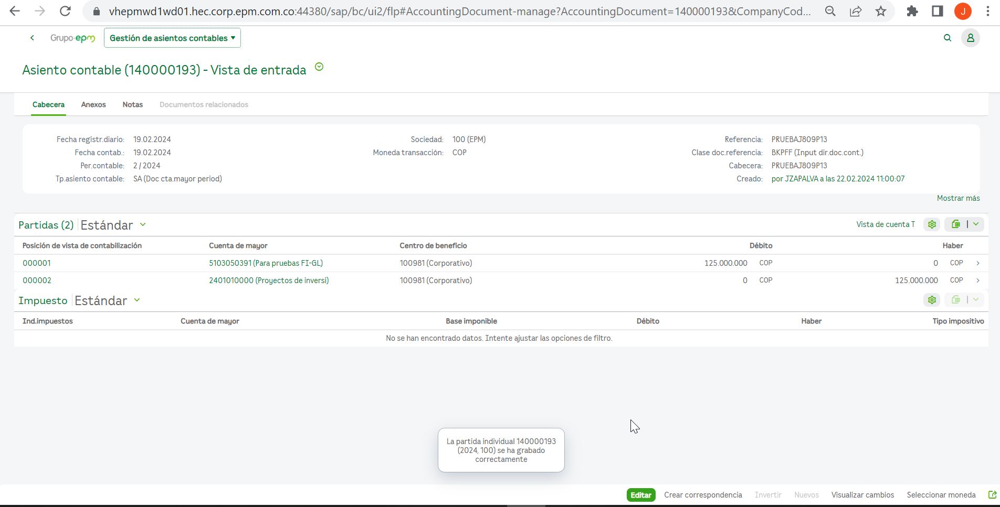 vhepmwd1wd01.hec.corp.epm.com.co:44380/sap/bc/ui2/flp#AccountingDocument-manage?AccountingDocument=140000193&CompanyCod...
J
Grupo·epm Gestión de asientos contables
Asiento contable (140000193) - Vista de entrada
Cabecera Anexos Notas Documentos relacionados
Fecha registr.diario: 19.02.2024 Sociedad: 100 (EPM) Referencia: PRUEBAJ809P13
Fecha contab.: 19.02.2024 Moneda transacción: COP Clase doc.referencia: BKPFF (Input dir.doc.cont.)
Per.contable: 2 / 2024 Cabecera: PRUEBAJ809P13
Tp.asiento contable: SA (Doc cta.mayor period) Creado: por JZAPALVA a las 22.02.2024 11:00:07
Mostrar más
Partidas (2) Estándar Vista de cuenta T
Posición de vista de contabilización Cuenta de mayor Centro de beneficio Débito Haber
000001 5103050391 (Para pruebas FI-GL) 100981 (Corporativo) 125.000.000 COP 0 COP
000002 2401010000 (Proyectos de inversi) 100981 (Corporativo) 0 COP 125.000.000 COP
Impuesto Estándar
Ind.impuestos Cuenta de mayor Base imponible Débito Haber Tipo impositivo
No se han encontrado datos. Intente ajustar las opciones de filtro.
La partida individual 140000193
(2024, 100) se ha grabado
correctamente
Editar Crear correspondencia Invertir Nuevos Visualizar cambios Seleccionar moneda